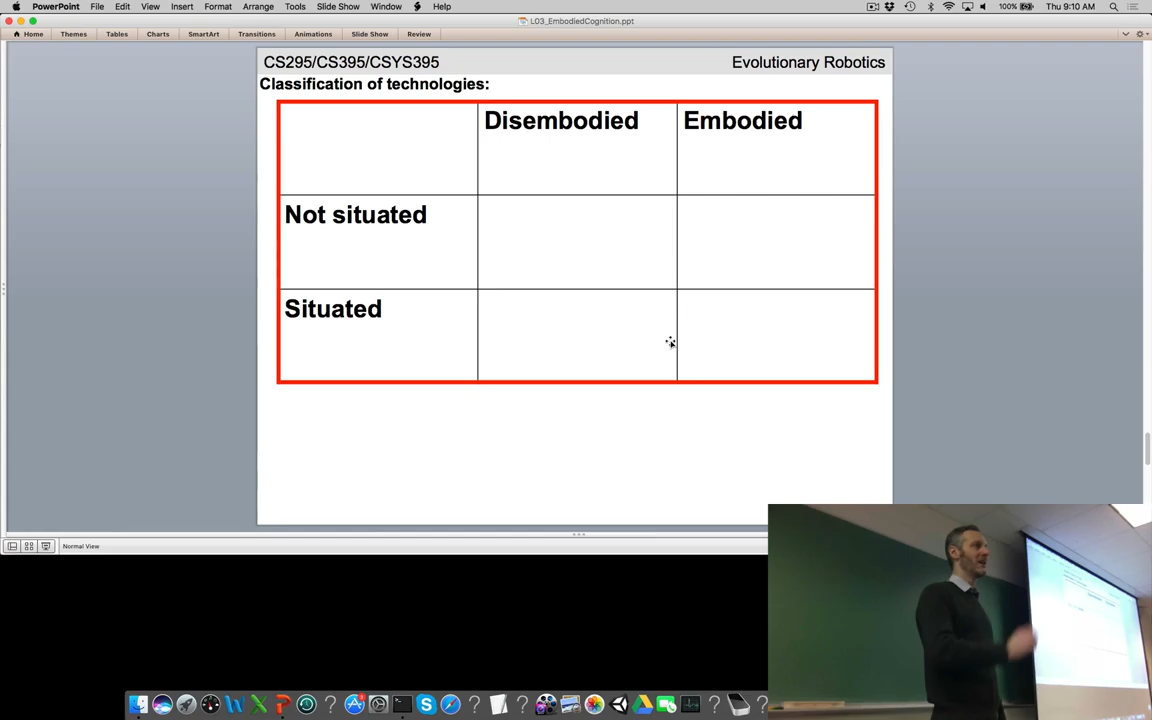 PowerPoint File Edit View Insert Format Arrange Tools Slide Show Window Help 100% Thu 9:10 AM
L03_EmbodiedCognition.ppt
Home Themes Tables Charts SmartArt Transitions Animations Slide Show Review
CS295/CS395/CSYS395 Evolutionary Robotics
Classification of technologies:
Disembodied Embodied
Not situated
Situated
Normal View